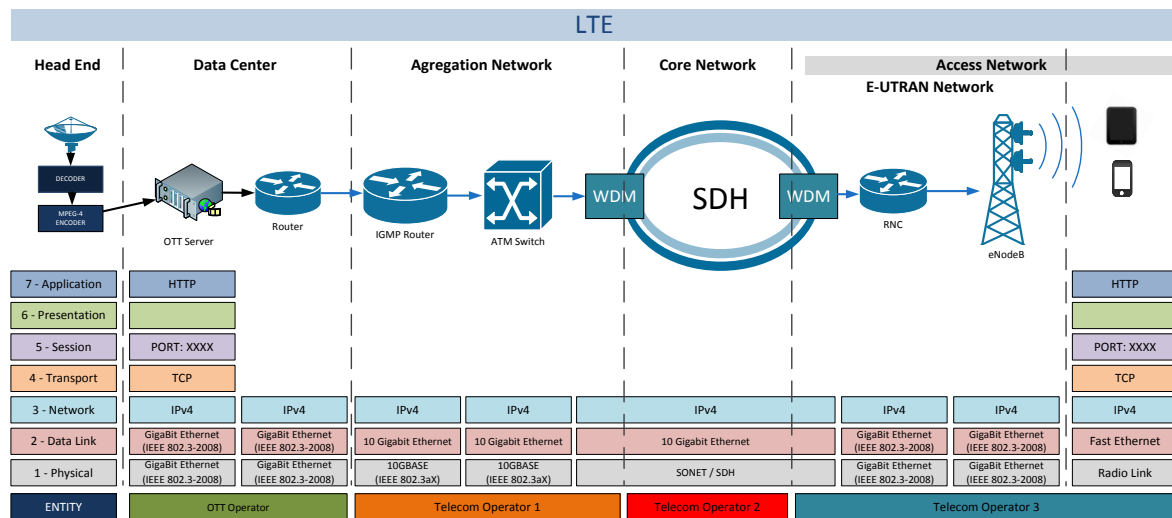 LTE
Head End
Data Center
Agregation Network
Core Network
Access Network
E-UTRAN Network
DECODER
MPEG-4
ENCODER
OTT Server
Router
IGMP Router
ATM Switch
WDM
SDH
WDM
RNC
eNodeB
7 - Application
HTTP
HTTP
6 - Presentation
5 - Session
PORT: XXXX
PORT: XXXX
4 - Transport
TCP
TCP
3 - Network
IPv4
IPv4
IPv4
IPv4
IPv4
IPv4
IPv4
IPv4
2 - Data Link
GigaBit Ethernet
(IEEE 802.3-2008)
GigaBit Ethernet
(IEEE 802.3-2008)
10 Gigabit Ethernet
10 Gigabit Ethernet
10 Gigabit Ethernet
GigaBit Ethernet
(IEEE 802.3-2008)
GigaBit Ethernet
(IEEE 802.3-2008)
Fast Ethernet
1 - Physical
GigaBit Ethernet
(IEEE 802.3-2008)
GigaBit Ethernet
(IEEE 802.3-2008)
10GBASE
(IEEE 802.3aX)
10GBASE
(IEEE 802.3aX)
SONET / SDH
GigaBit Ethernet
(IEEE 802.3-2008)
GigaBit Ethernet
(IEEE 802.3-2008)
Radio Link
ENTITY
OTT Operator
Telecom Operator 1
Telecom Operator 2
Telecom Operator 3